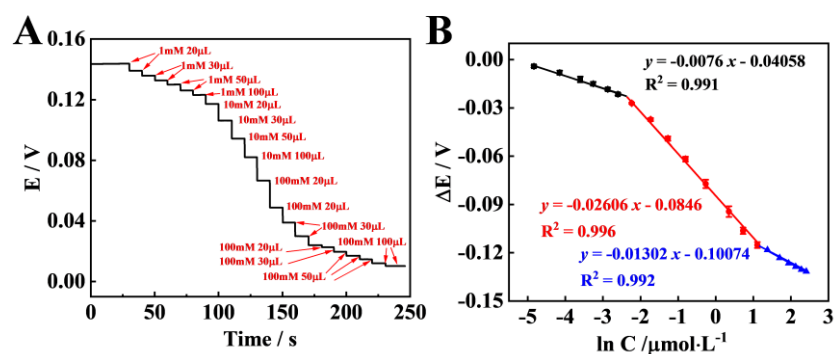 A
E / V
0.16
0.12
0.08
0.04
0.00
1mM 20μL
1mM 30μL
1mM 50μL
1mM 100μL
10mM 20μL
10mM 30μL
10mM 50μL
10mM 100μL
100mM 20μL
100mM 20μL
100mM 30μL
100mM 20μL
100mM 100μL
100mM 30μL
100mM 50μL
0 50 100 150 200 250
Time / s
B
ΔE / V
0.00
-0.03
-0.06
-0.09
-0.12
-0.15
y = -0.0076 x - 0.04058
R² = 0.991
y = -0.02606 x - 0.0846
R² = 0.996
y = -0.01302 x - 0.10074
R² = 0.992
-5 -4 -3 -2 -1 0 1 2 3
ln C /μmol·L⁻¹